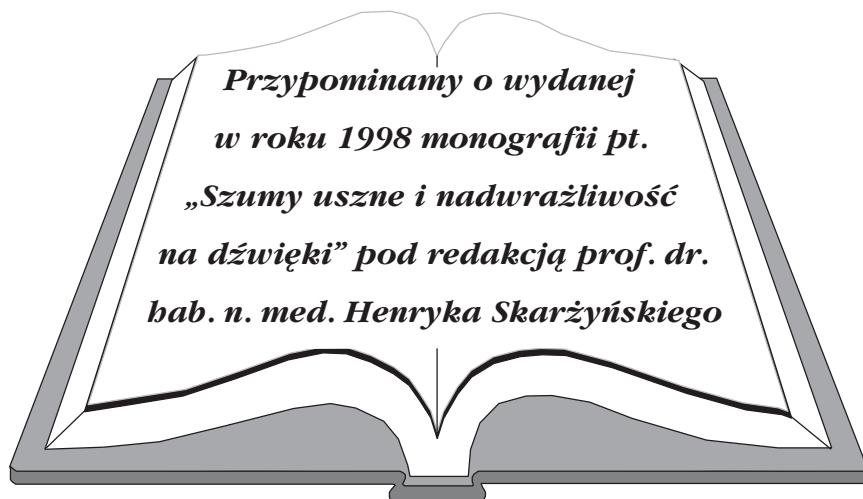 Przypominamy o wydanej
w roku 1998 monografii pt.
„Szumy uszne i nadwrażliwość
na dźwięki” pod redakcją prof. dr.
hab. n. med. Henryka Skarżyńskiego